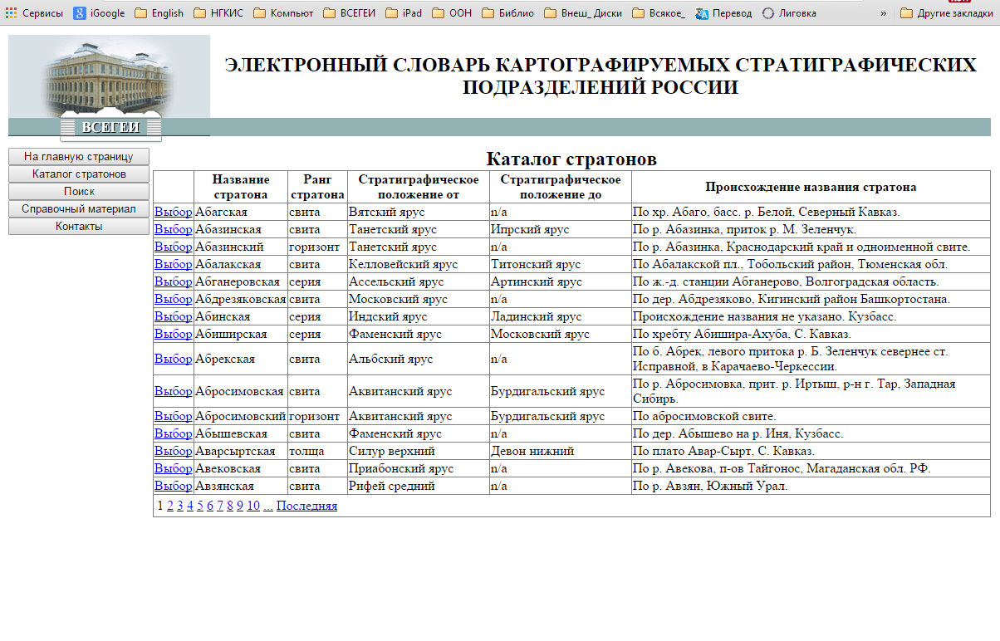 Сервисы iGoogle English НГКИС Компьют ВСЕГЕИ iPad ООН Библио Внеш_ Диски Всякое_ Перевод Лиговка » Другие закладки
ЭЛЕКТРОННЫЙ СЛОВАРЬ КАРТОГРАФИРУЕМЫХ СТРАТИГРАФИЧЕСКИХ
ПОДРАЗДЕЛЕНИЙ РОССИИ
ВСЕГЕИ
На главную страницу
Каталог стратонов
Поиск
Справочный материал
Контакты
Каталог стратонов
Название стратона Ранг стратона Стратиграфическое положение от Стратиграфическое положение до Происхождение названия стратона
Выбор Абагская свита Вятский ярус n/a По хр. Абаго, басс. р. Белой, Северный Кавказ.
Выбор Абазинская свита Танетский ярус Ипрский ярус По р. Абазинка, приток р. М. Зеленчук.
Выбор Абазинский горизонт Танетский ярус n/a По р. Абазинка, Краснодарский край и одноименной свите.
Выбор Абалакская свита Келловейский ярус Титонский ярус По Абалакской пл., Тобольский район, Тюменская обл.
Выбор Абганеровская серия Ассельский ярус Артинский ярус По ж.-д. станции Абганерово, Волгоградская область.
Выбор Абдрезяковская свита Московский ярус n/a По дер. Абдрезяково, Кигинский район Башкортостана.
Выбор Абинская серия Индский ярус Ладинский ярус Происхождение названия не указано. Кузбасс.
Выбор Абиширская серия Фаменский ярус Московский ярус По хребту Абишира-Ахуба, С. Кавказ.
Выбор Абрекская свита Альбский ярус n/a По б. Абрек, левого притока р. Б. Зеленчук севернее ст.
Исправной, в Карачаево-Черкессии.
Выбор Абросимовская свита Аквитанский ярус Бурдигальский ярус По р. Абросимовка, прит. р. Иртыш, р-н г. Тар, Западная
Сибирь.
Выбор Абросимовский горизонт Аквитанский ярус Бурдигальский ярус По абросимовской свите.
Выбор Абышевская свита Фаменский ярус n/a По дер. Абышево на р. Иня, Кузбасс.
Выбор Аварсыртская толща Силур верхний Девон нижний По плато Авар-Сырт, С. Кавказ.
Выбор Авековская свита Приабонский ярус n/a По р. Авекова, п-ов Тайгонос, Магаданская обл. РФ.
Выбор Авзянская свита Рифей средний n/a По р. Авзян, Южный Урал.
1 2 3 4 5 6 7 8 9 10 ... Последняя